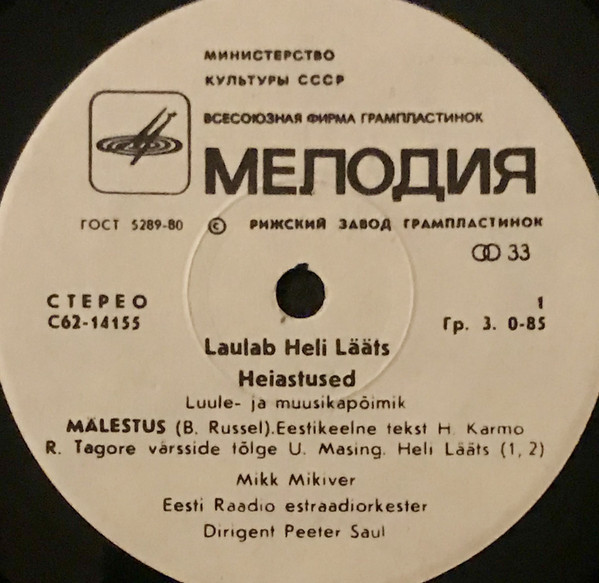 МИНИСТЕРСТВО
КУЛЬТУРЫ СССР
ВСЕСОЮЗНАЯ ФИРМА ГРАМПЛАСТИНОК
МЕЛОДИЯ
ГОСТ 5289-80 © РИЖСКИЙ ЗАВОД ГРАМПЛАСТИНОК
33
СТЕРЕО 1
С62-14155 Гр. 3. 0-85
Laulab Heli Lääts
Heiastused
Luule- ja muusikapõimik
MÄLESTUS (B. Russel).Eestikeelne tekst H. Karmo
R. Tagore värsside tõlge U. Masing. Heli Lääts (1, 2)
Mikk Mikiver
Eesti Raadio estraadiorkester
Dirigent Peeter Saul